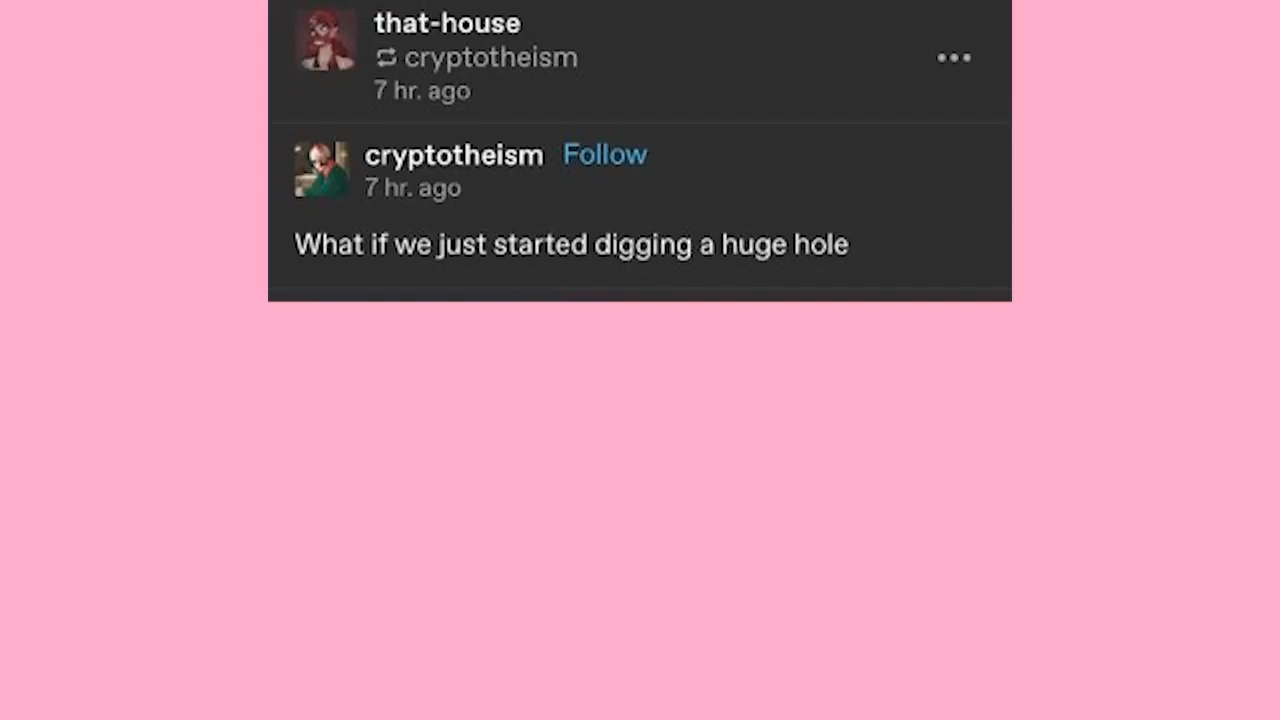 that-house
cryptotheism
7 hr. ago
cryptotheism Follow
7 hr. ago
What if we just started digging a huge hole